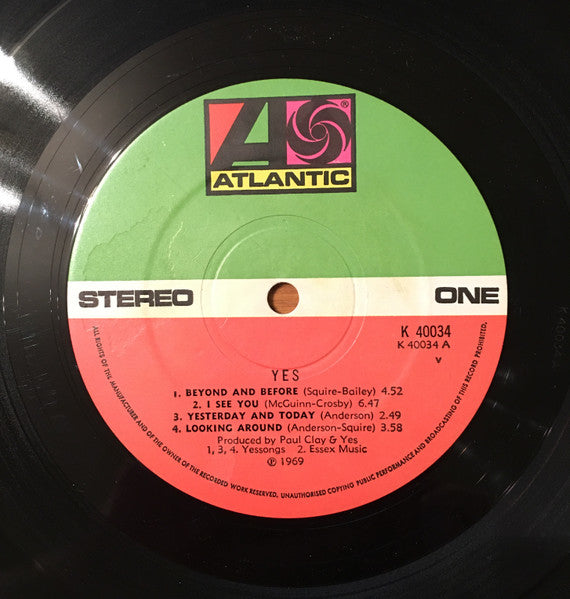 ®
ATLANTIC
STEREO ONE
K 40034
K 40034 A
V
YES
1. BEYOND AND BEFORE (Squire-Bailey) 4.52
2. I SEE YOU (McGuinn-Crosby) 6.47
3. YESTERDAY AND TODAY (Anderson) 2.49
4. LOOKING AROUND (Anderson-Squire) 3.58
Produced by Paul Clay & Yes
1, 3, 4. Yessongs 2. Essex Music
℗ 1969
ALL RIGHTS OF THE MANUFACTURER AND OF THE OWNER OF THE RECORDED WORK RESERVED, UNAUTHORISED COPYING PUBLIC PERFORMANCE AND BROADCASTING OF THIS RECORD PROHIBITED.